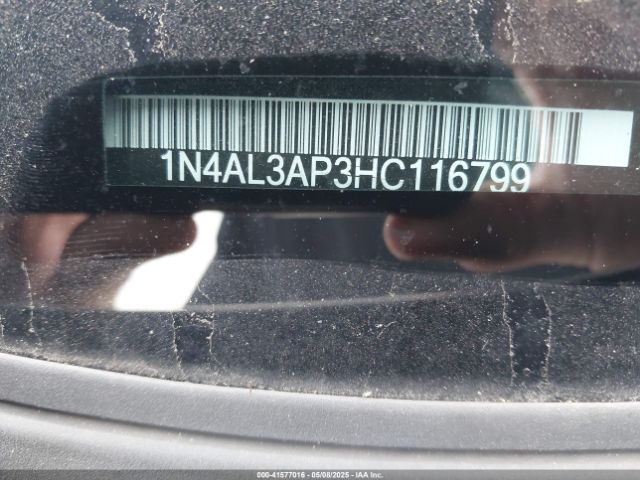 1N4AL3AP3HC116799
000-41577016 - 05/08/2025 - IAA Inc.